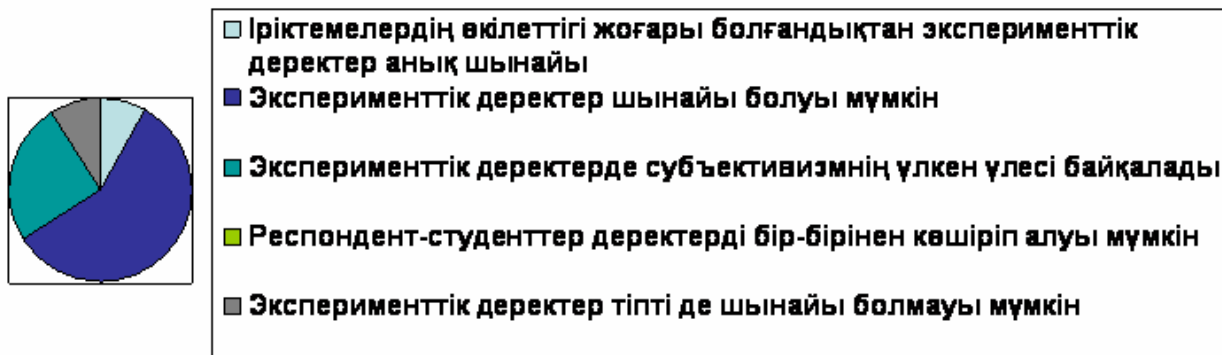 Іріктемелердің өкілеттігі жоғары болғандықтан эксперименттік
деректер анық шынайы
Эксперименттік деректер шынайы болуы мүмкін
Эксперименттік деректерде субъективизмнің үлкен үлесі байқалады
Респондент-студенттер деректерді бір-бірінен көшіріп алуы мүмкін
Эксперименттік деректер тіпті де шынайы болмауы мүмкін